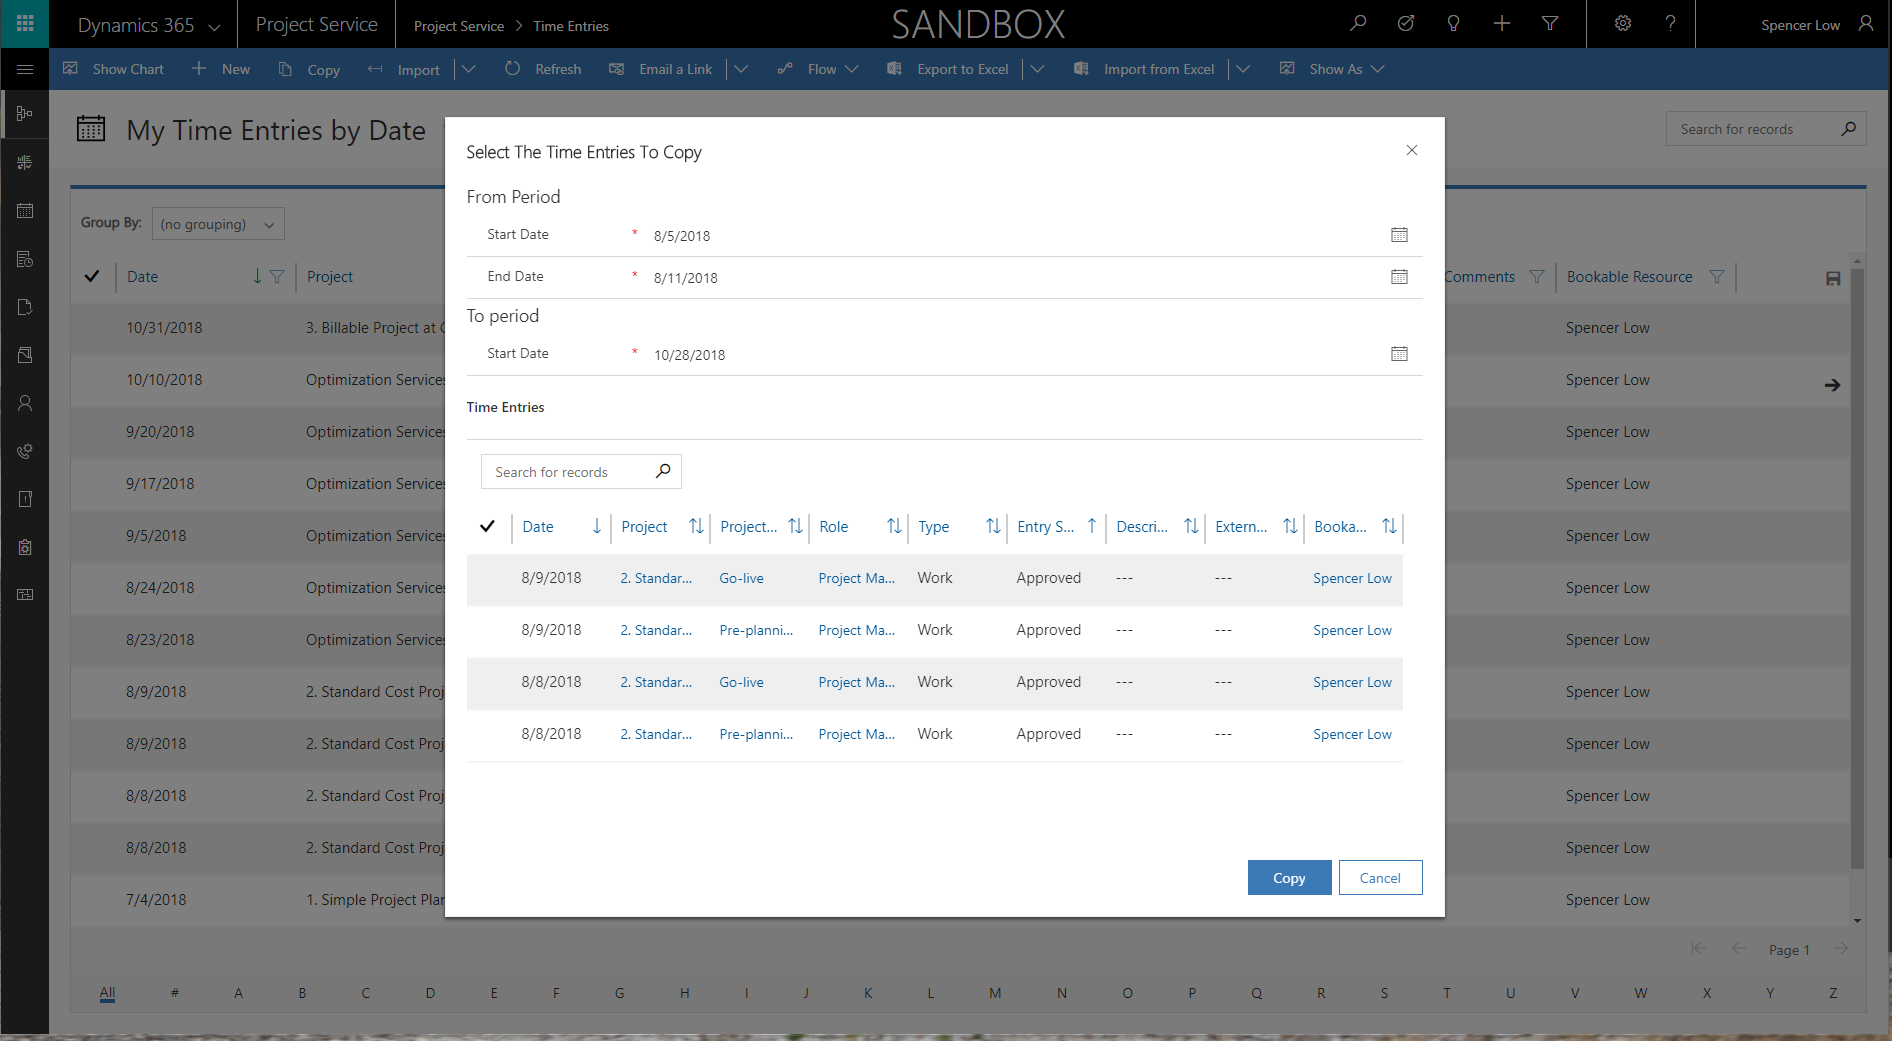 Dynamics 365 Project Service Project Service > Time Entries SANDBOX Spencer Low
Show Chart New Copy Import Refresh Email a Link Flow Export to Excel Import from Excel Show As
My Time Entries by Date
Search for records
Group By: (no grouping)
Date Project Comments Bookable Resource
10/31/2018 3. Billable Project at Spencer Low
10/10/2018 Optimization Services Spencer Low
9/20/2018 Optimization Services Spencer Low
9/17/2018 Optimization Services Spencer Low
9/5/2018 Optimization Services Spencer Low
8/24/2018 Optimization Services Spencer Low
8/23/2018 Optimization Services Spencer Low
8/9/2018 2. Standard Cost Proj Spencer Low
8/9/2018 2. Standard Cost Proj Spencer Low
8/8/2018 2. Standard Cost Proj Spencer Low
8/8/2018 2. Standard Cost Proj Spencer Low
7/4/2018 1. Simple Project Plan Spencer Low
Page 1
All # A B C D E F G H I J K L M N O P Q R S T U V W X Y Z
Select The Time Entries To Copy
From Period
Start Date * 8/5/2018
End Date * 8/11/2018
To period
Start Date * 10/28/2018
Time Entries
Search for records
Date Project Project... Role Type Entry S... Descri... Extern... Booka...
8/9/2018 2. Standar... Go-live Project Ma... Work Approved --- --- Spencer Low
8/9/2018 2. Standar... Pre-planni... Project Ma... Work Approved --- --- Spencer Low
8/8/2018 2. Standar... Go-live Project Ma... Work Approved --- --- Spencer Low
8/8/2018 2. Standar... Pre-planni... Project Ma... Work Approved --- --- Spencer Low
Copy Cancel